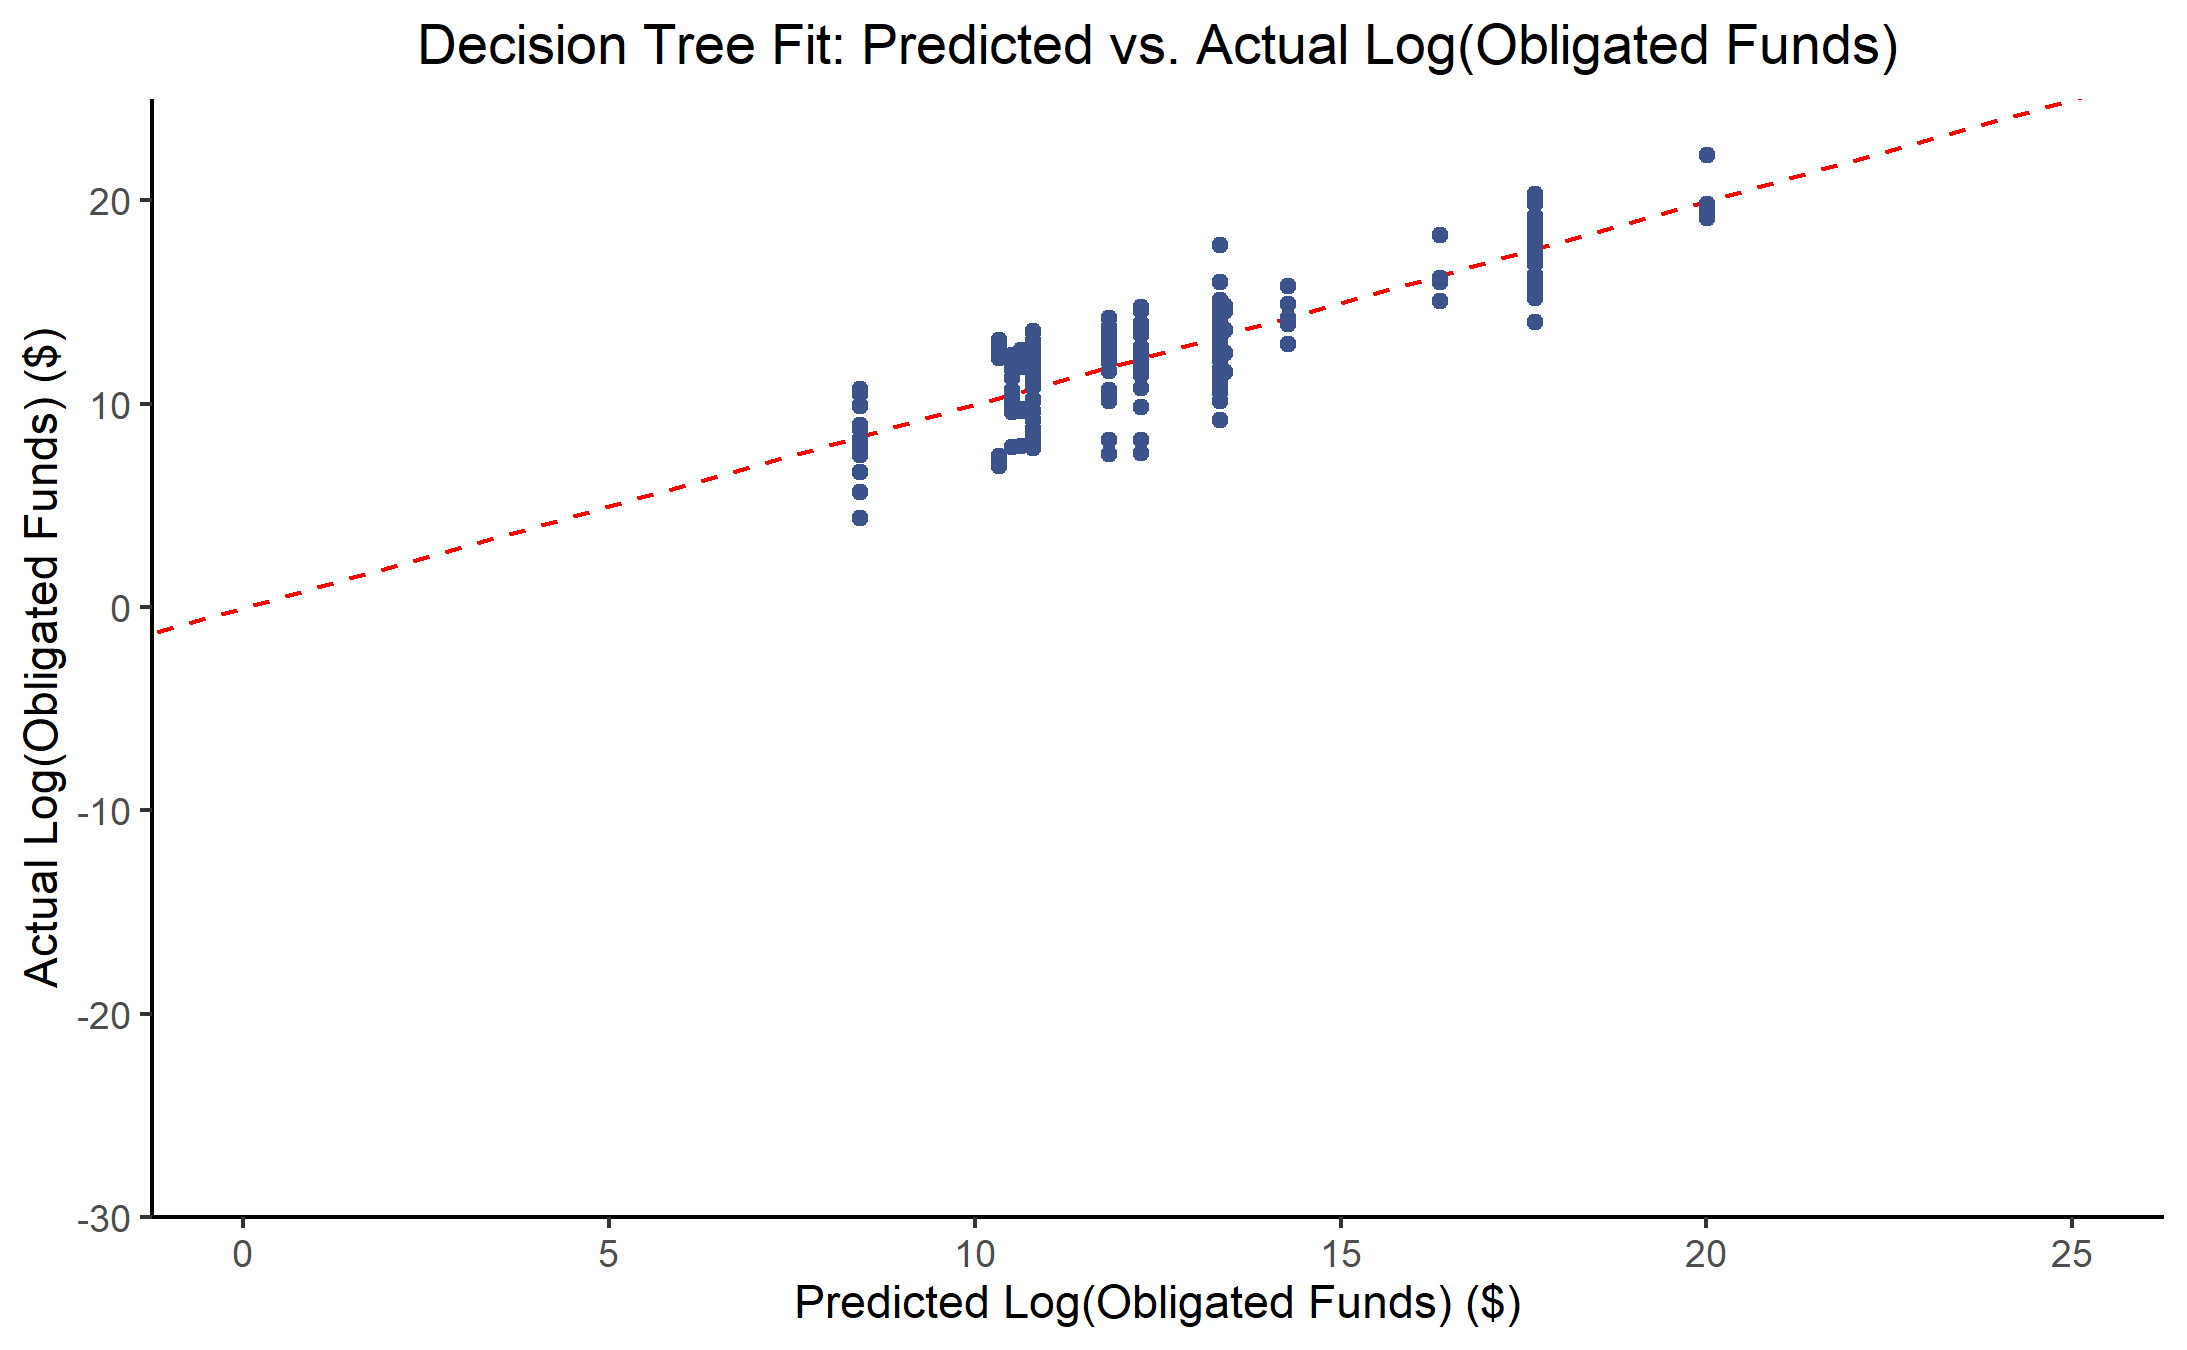 Decision Tree Fit: Predicted vs. Actual Log(Obligated Funds)
Actual Log(Obligated Funds) ($)
20
10
0
-10
-20
-30
0 5 10 15 20 25
Predicted Log(Obligated Funds) ($)